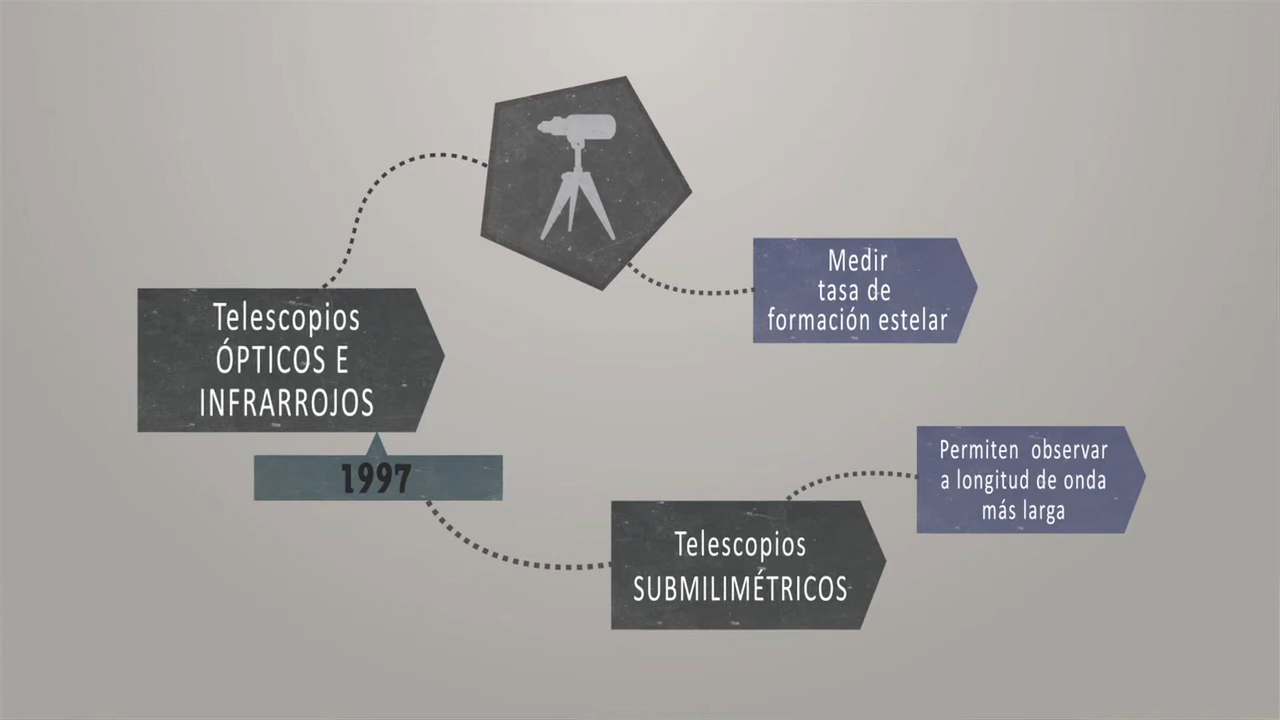 Telescopios
ÓPTICOS E
INFRARROJOS
1997
Medir
tasa de
formación estelar
Telescopios
SUBMILIMÉTRICOS
Permiten observar
a longitud de onda
más larga